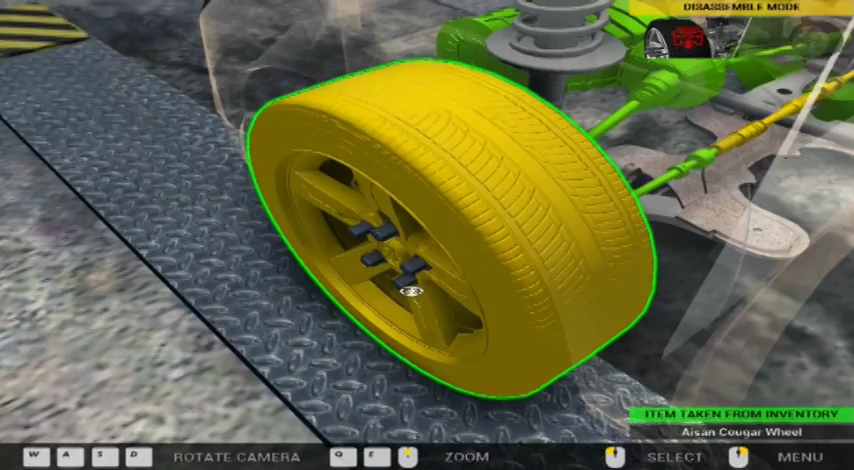 DISASSEMBLE MODE
ITEM TAKEN FROM INVENTORY
Aisan Cougar Wheel
W A S D ROTATE CAMERA Q E ZOOM SELECT MENU